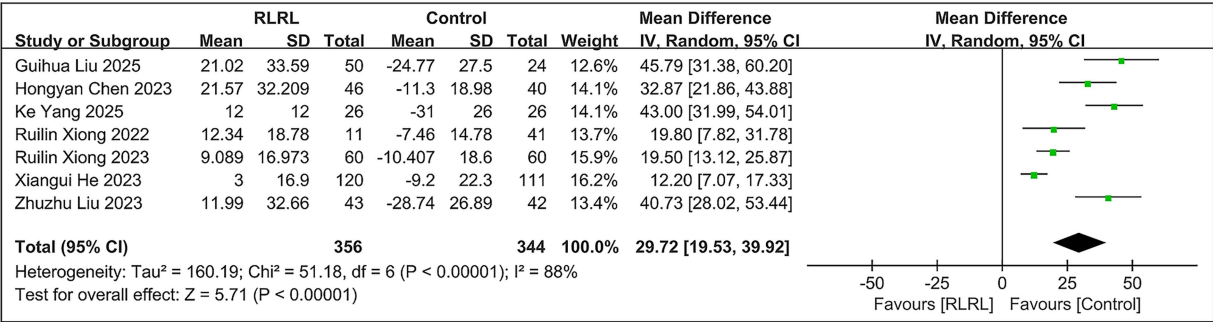 RLRL Control Mean Difference Mean Difference
Study or Subgroup Mean SD Total Mean SD Total Weight IV, Random, 95% CI IV, Random, 95% CI
Guihua Liu 2025 21.02 33.59 50 -24.77 27.5 24 12.6% 45.79 [31.38, 60.20]
Hongyan Chen 2023 21.57 32.209 46 -11.3 18.98 40 14.1% 32.87 [21.86, 43.88]
Ke Yang 2025 12 12 26 -31 26 26 14.1% 43.00 [31.99, 54.01]
Ruilin Xiong 2022 12.34 18.78 11 -7.46 14.78 41 13.7% 19.80 [7.82, 31.78]
Ruilin Xiong 2023 9.089 16.973 60 -10.407 18.6 60 15.9% 19.50 [13.12, 25.87]
Xiangui He 2023 3 16.9 120 -9.2 22.3 111 16.2% 12.20 [7.07, 17.33]
Zhuzhu Liu 2023 11.99 32.66 43 -28.74 26.89 42 13.4% 40.73 [28.02, 53.44]
Total (95% CI) 356 344 100.0% 29.72 [19.53, 39.92]
Heterogeneity: Tau² = 160.19; Chi² = 51.18, df = 6 (P < 0.00001); I² = 88%
Test for overall effect: Z = 5.71 (P < 0.00001)
-50 -25 0 25 50
Favours [RLRL] Favours [Control]